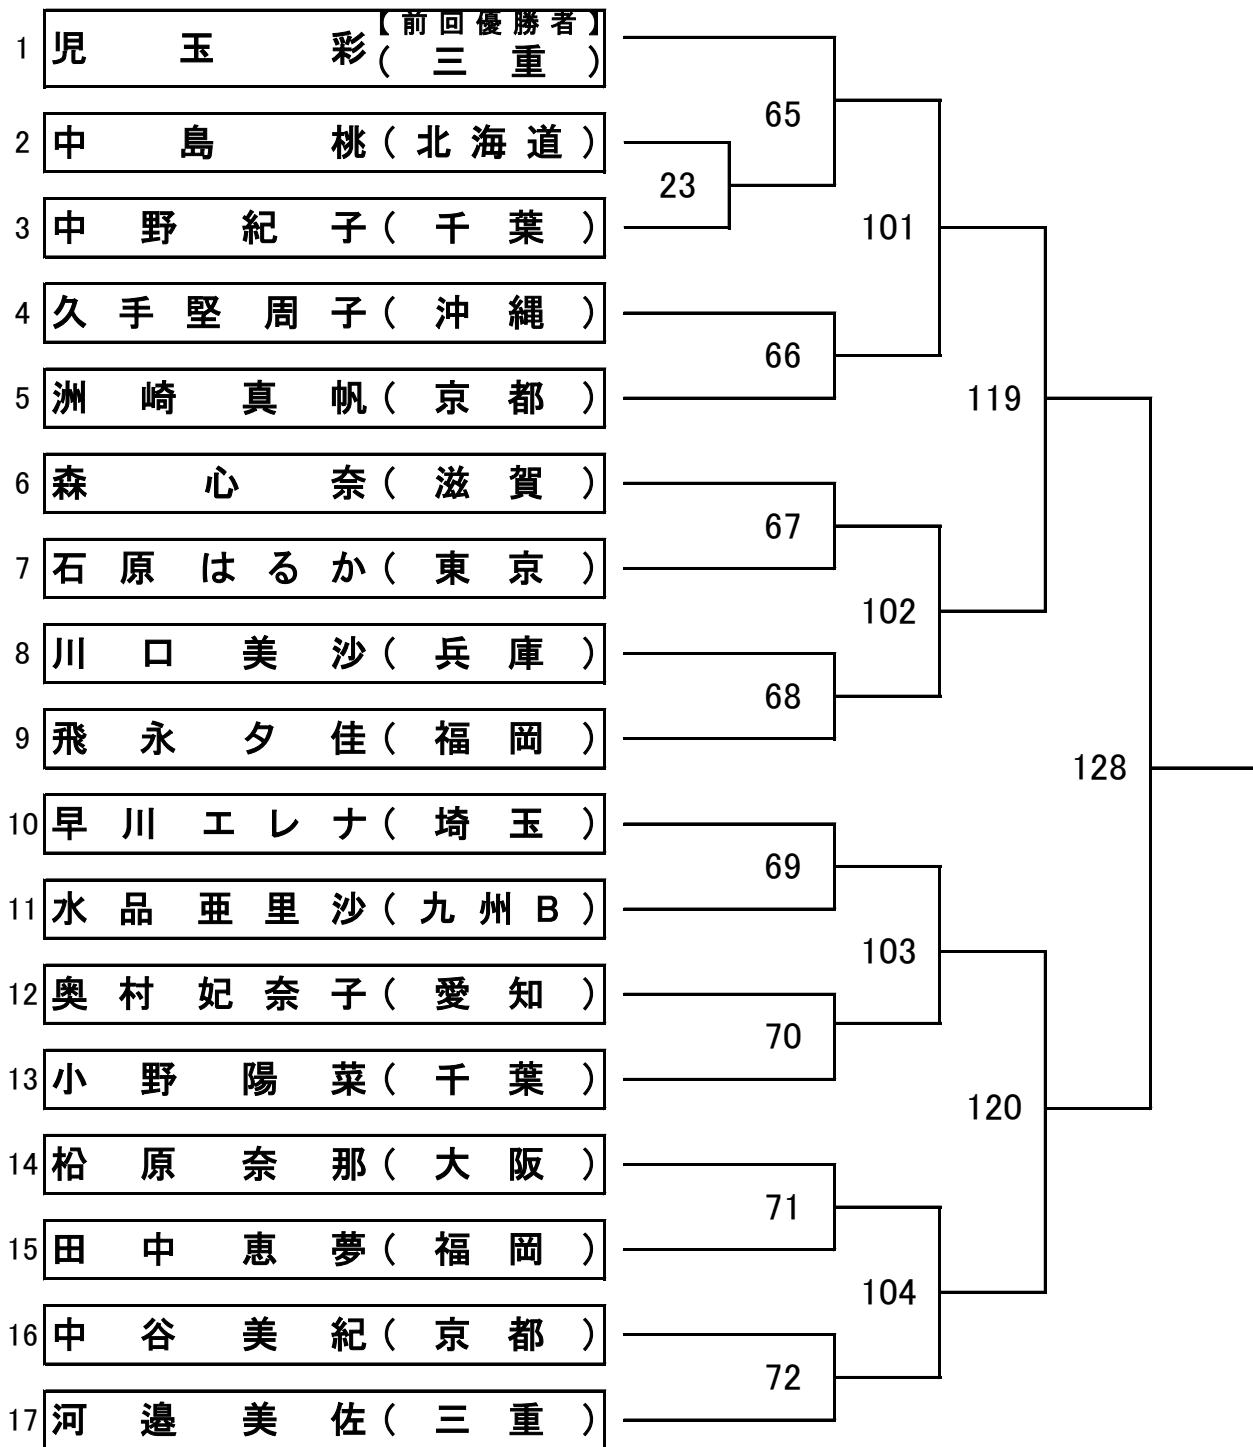 【前回優勝者】
1 児玉彩(三重)
65
2 中島桃(北海道)
23
3 中野紀子(千葉)
101
4 久手堅周子(沖縄)
66
5 洲崎真帆(京都)
119
6 森心奈(滋賀)
67
7 石原はるか(東京)
102
8 川口美沙(兵庫)
68
9 飛永夕佳(福岡)
128
10 早川エレナ(埼玉)
69
11 水品亜里沙(九州B)
103
12 奥村妃奈子(愛知)
70
13 小野陽菜(千葉)
120
14 松原奈那(大阪)
71
15 田中恵夢(福岡)
104
16 中谷美紀(京都)
72
17 河邉美佐(三重)